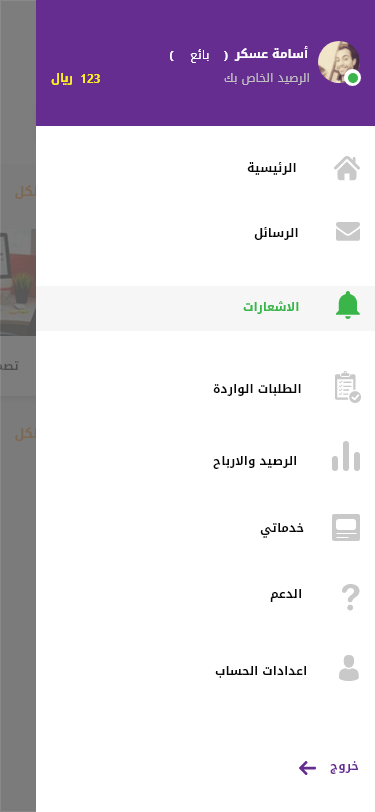 أسامة عسكر ( بائع )
الرصيد الخاص بك 123 ريال
الرئيسية
الرسائل
الاشعارات
الطلبات الواردة
الرصيد والارباح
خدماتي
الدعم
اعدادات الحساب
خروج